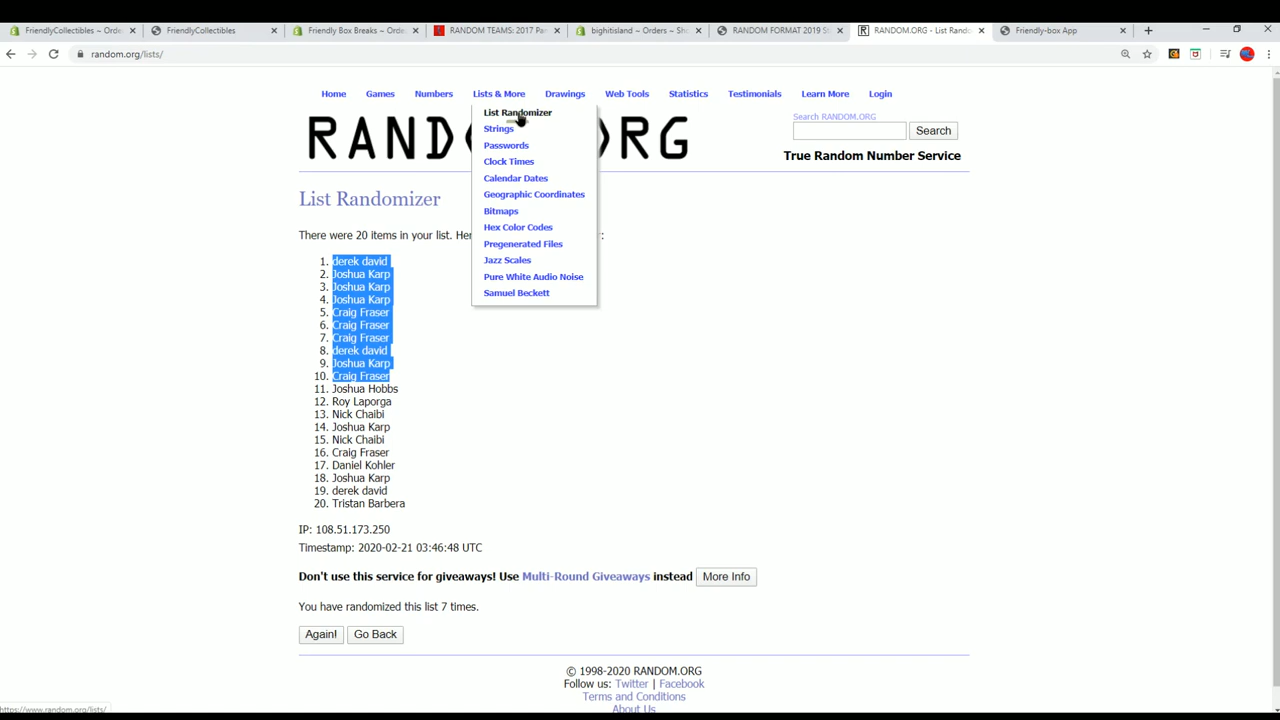 FriendlyCollectibles – Orde
FriendlyCollectibles
Friendly Box Breaks – Orde
RANDOM TEAMS: 2017 Pan
bighitisland – Orders – Sho
RANDOM FORMAT 2019 St
RANDOM.ORG - List Rando
Friendly-box App
random.org/lists/
Home Games Numbers Lists & More Drawings Web Tools Statistics Testimonials Learn More Login
List Randomizer
Strings
Passwords
Clock Times
Calendar Dates
Geographic Coordinates
Bitmaps
Hex Color Codes
Pregenerated Files
Jazz Scales
Pure White Audio Noise
Samuel Beckett
RAND RG
Search RANDOM.ORG
Search
True Random Number Service
List Randomizer
There were 20 items in your list. Her :
1. derek david
2. Joshua Karp
3. Joshua Karp
4. Joshua Karp
5. Craig Fraser
6. Craig Fraser
7. Craig Fraser
8. derek david
9. Joshua Karp
10. Craig Fraser
11. Joshua Hobbs
12. Roy Laporga
13. Nick Chaibi
14. Joshua Karp
15. Nick Chaibi
16. Craig Fraser
17. Daniel Kohler
18. Joshua Karp
19. derek david
20. Tristan Barbera
IP: 108.51.173.250
Timestamp: 2020-02-21 03:46:48 UTC
Don't use this service for giveaways! Use Multi-Round Giveaways instead More Info
You have randomized this list 7 times.
Again! Go Back
© 1998-2020 RANDOM.ORG
Follow us: Twitter | Facebook
Terms and Conditions
About Us
https://www.random.org/lists/